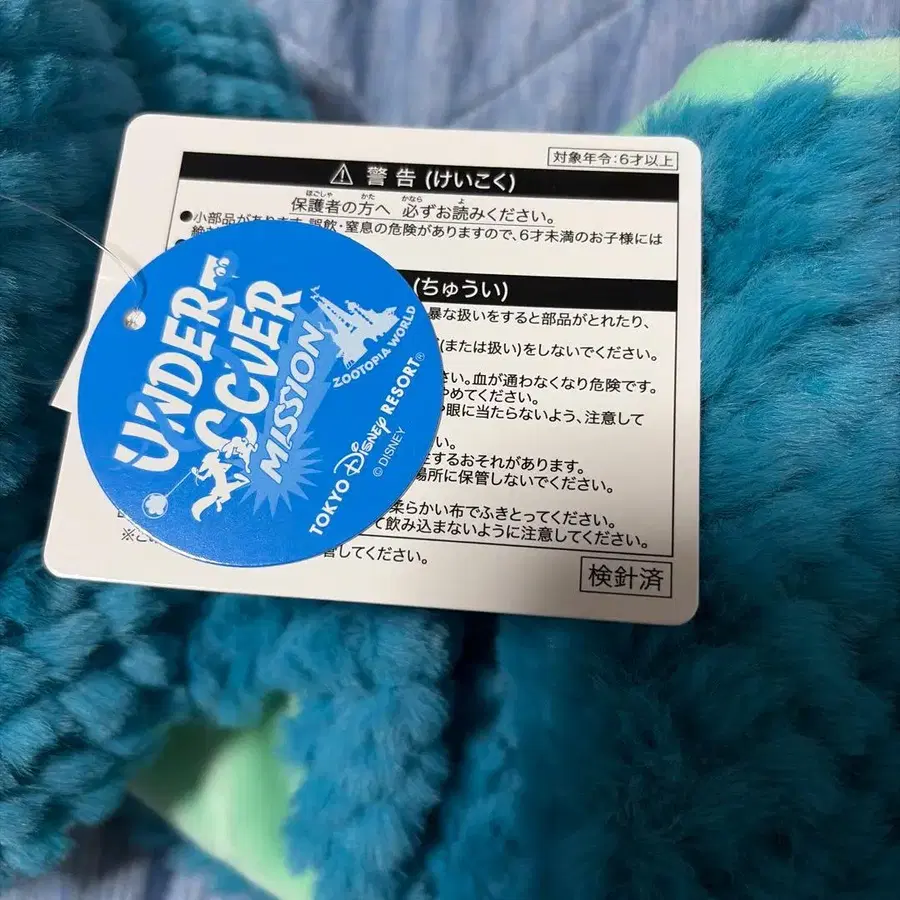 対象年令:6才以上
警告(けいこく)
保護者の方へ 必ずお読みください。
ほごしゃ かた かなら よ
●小部品があります。誤飲・窒息の危険がありますので、6才未満のお子様には
絶
(ちゅうい)
暴な扱いをすると部品がとれたり、
(または扱い)をしないでください。
さい。血が通わなくなり危険です。
やめてください。
や眼に当たらないよう、注意して
い。
するおそれがあります。
場所に保管しないでください。
柔らかい布でふきとってください。
て飲み込まないように注意してください。
※こ
してください。
検針済
UNDER
COVER
MISSION
ZOOTOPIA WORLD
TOKYO Disney RESORT®
© DISNEY